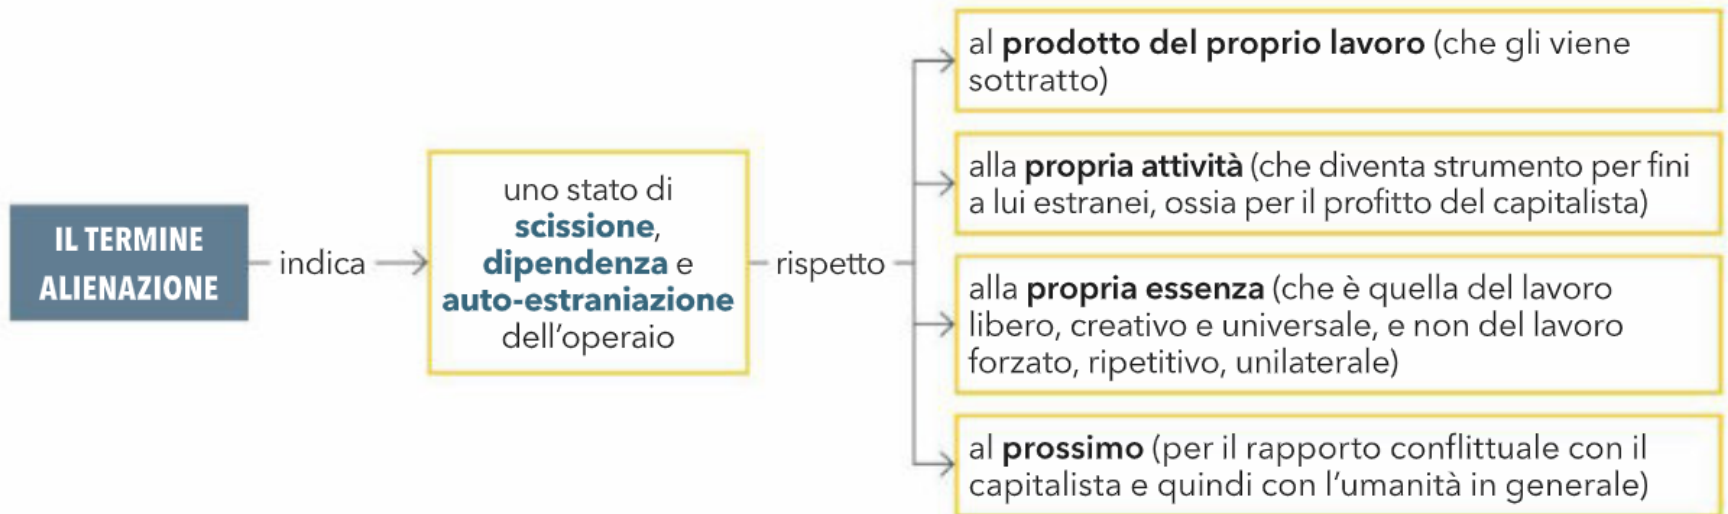 IL TERMINE
ALIENAZIONE
indica
uno stato di
scissione,
dipendenza e
auto-estraniazione
dell'operaio
rispetto
al prodotto del proprio lavoro (che gli viene
sottratto)
alla propria attività (che diventa strumento per fini
a lui estranei, ossia per il profitto del capitalista)
alla propria essenza (che è quella del lavoro
libero, creativo e universale, e non del lavoro
forzato, ripetitivo, unilaterale)
al prossimo (per il rapporto conflittuale con il
capitalista e quindi con l'umanità in generale)